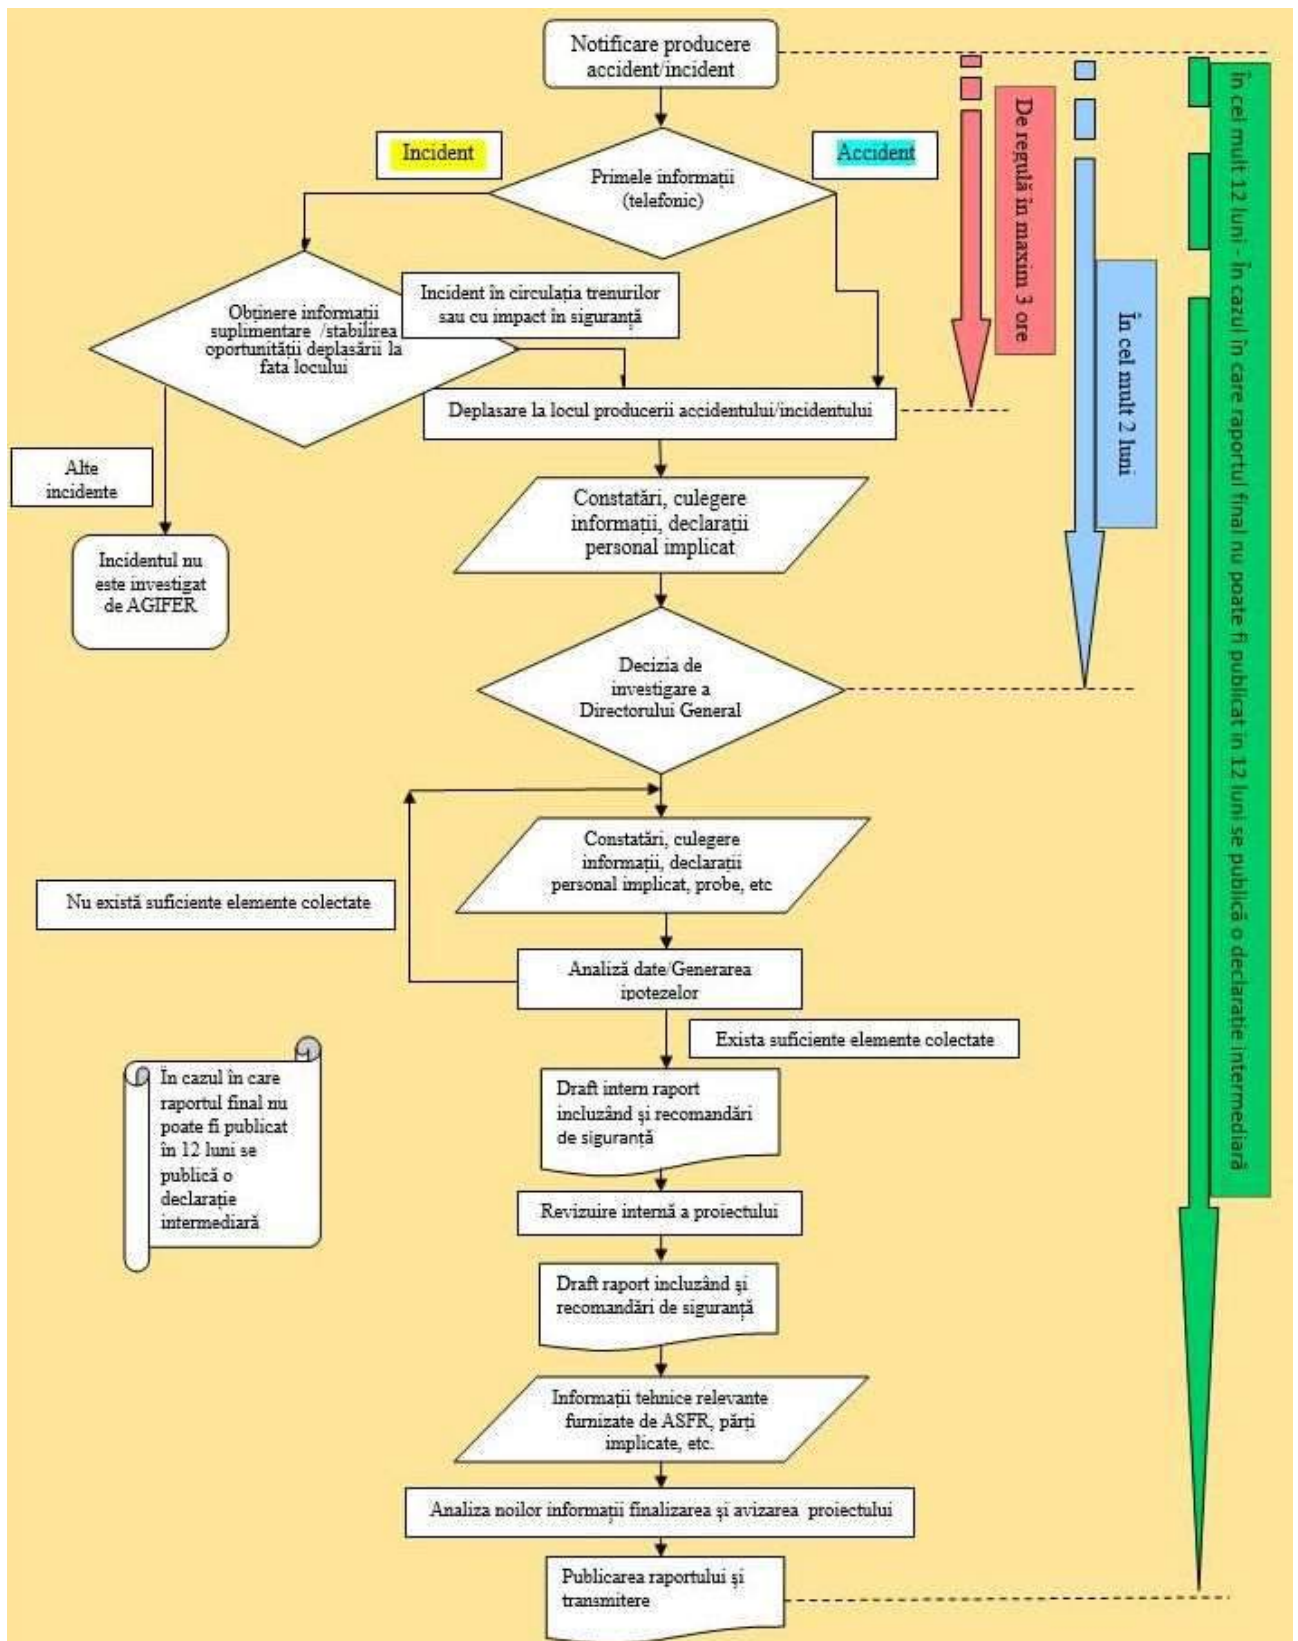 Notificare producere
accident/incident
Incident
Accident
Primele informații
(telefonic)
Obținere informații
suplimentare /stabilirea
oportunității deplasării la
fata locului
Incident în circulația trenurilor
sau cu impact în siguranță
Deplasare la locul producerii accidentului/incidentului
Alte
incidente
Incidentul nu
este investigat
de AGIFER
Constatări, culegere
informații, declarații
personal implicat
Decizia de
investigare a
Directorului General
Constatări, culegere
informații, declarații
personal implicat, probe, etc
Nu există suficiente elemente colectate
Analiză date/Generarea
ipotezelor
Exista suficiente elemente colectate
Draft intern raport
incluzând și recomandări
de siguranță
În cazul în care
raportul final nu
poate fi publicat
în 12 luni se
publică o
declarație
intermediară
Revizuire internă a proiectului
Draft raport incluzând și
recomandări de siguranță
Informații tehnice relevante
furnizate de ASFR, părți
implicate, etc.
Analiza noilor informații finalizarea și avizarea proiectului
Publicarea raportului și
transmitere
De regulă în maxim 3 ore
În cel mult 2 luni
În cel mult 12 luni - În cazul în care raportul final nu poate fi publicat in 12 luni se publică o declarație intermediară